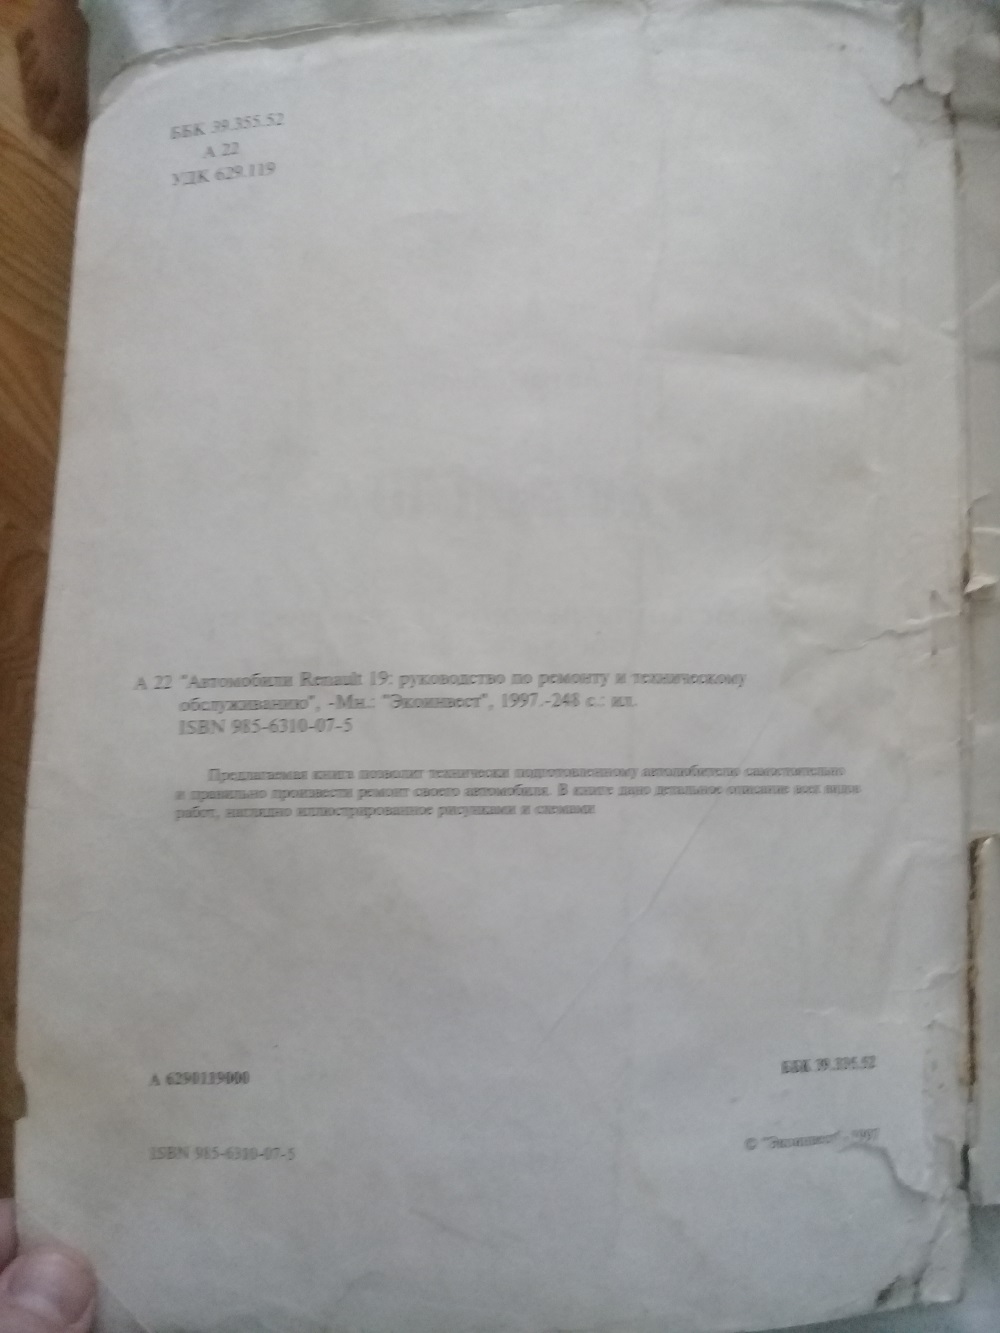 ББК 39.355.52
А 22
УДК 629.119
А 22 "Автомобили Renault 19: руководство по ремонту и техническому
обслуживанию", -Мн.: "Экоинвест", 1997.-248 с.: ил.
ISBN 985-6310-07-5
Предлагаемая книга позволит технически подготовленному автолюбителю самостоятельно
и правильно произвести ремонт своего автомобиля. В книге дано детальное описание всех видов
работ, наглядно иллюстрированное рисунками и схемами
А 6290119000
ББК 39.335.52
ISBN 985-6310-07-5
© "Экоинвест", 1997